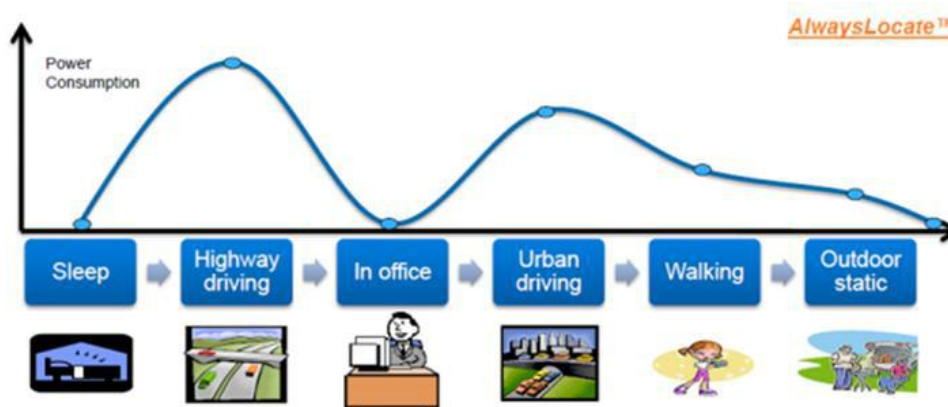 AlwaysLocate™
Power
Consumption
Sleep
Highway
driving
In office
Urban
driving
Walking
Outdoor
static